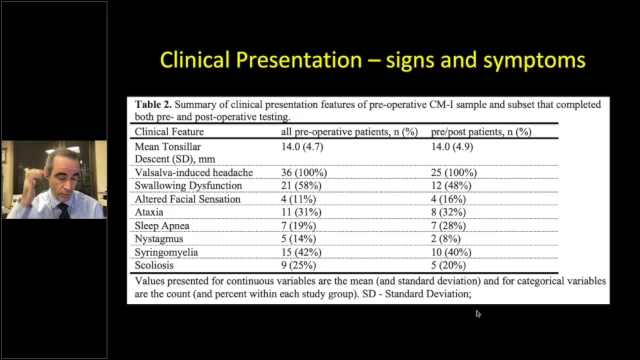 Clinical Presentation – signs and symptoms
Table 2. Summary of clinical presentation features of pre-operative CM-I sample and subset that completed
both pre- and post-operative testing.
Clinical Feature all pre-operative patients, n (%) pre/post patients, n (%)
Mean Tonsillar 14.0 (4.7) 14.0 (4.9)
Descent (SD), mm
Valsalva-induced headache 36 (100%) 25 (100%)
Swallowing Dysfunction 21 (58%) 12 (48%)
Altered Facial Sensation 4 (11%) 4 (16%)
Ataxia 11 (31%) 8 (32%)
Sleep Apnea 7 (19%) 7 (28%)
Nystagmus 5 (14%) 2 (8%)
Syringomyelia 15 (42%) 10 (40%)
Scoliosis 9 (25%) 5 (20%)
Values presented for continuous variables are the mean (and standard deviation) and for categorical variables
are the count (and percent within each study group). SD - Standard Deviation;